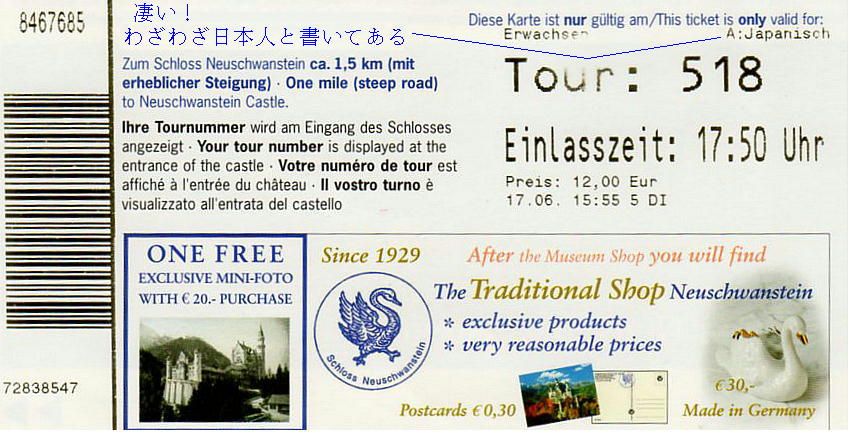 8467685
凄い！
わざわざ日本人と書いてある
Diese Karte ist nur gültig am/This ticket is only valid for:
Erwachsen
A:Japanisch
Zum Schloss Neuschwanstein ca. 1,5 km (mit
erheblicher Steigung) · One mile (steep road)
to Neuschwanstein Castle.
Tour: 518
Ihre Tournummer wird am Eingang des Schlosses
angezeigt · Your tour number is displayed at the
entrance of the castle · Votre numéro de tour est
affiché à l'entrée du château · Il vostro turno è
visualizzato all'entrata del castello
Einlasszeit: 17:50 Uhr
Preis: 12,00 Eur
17.06. 15:55 5 DI
ONE FREE
EXCLUSIVE MINI-FOTO
WITH € 20.- PURCHASE
Since 1929
After the Museum Shop you will find
The Traditional Shop Neuschwanstein
* exclusive products
* very reasonable prices
Schloss Neuschwanstein
Postcards € 0,30
€ 30,-
Made in Germany
72838547